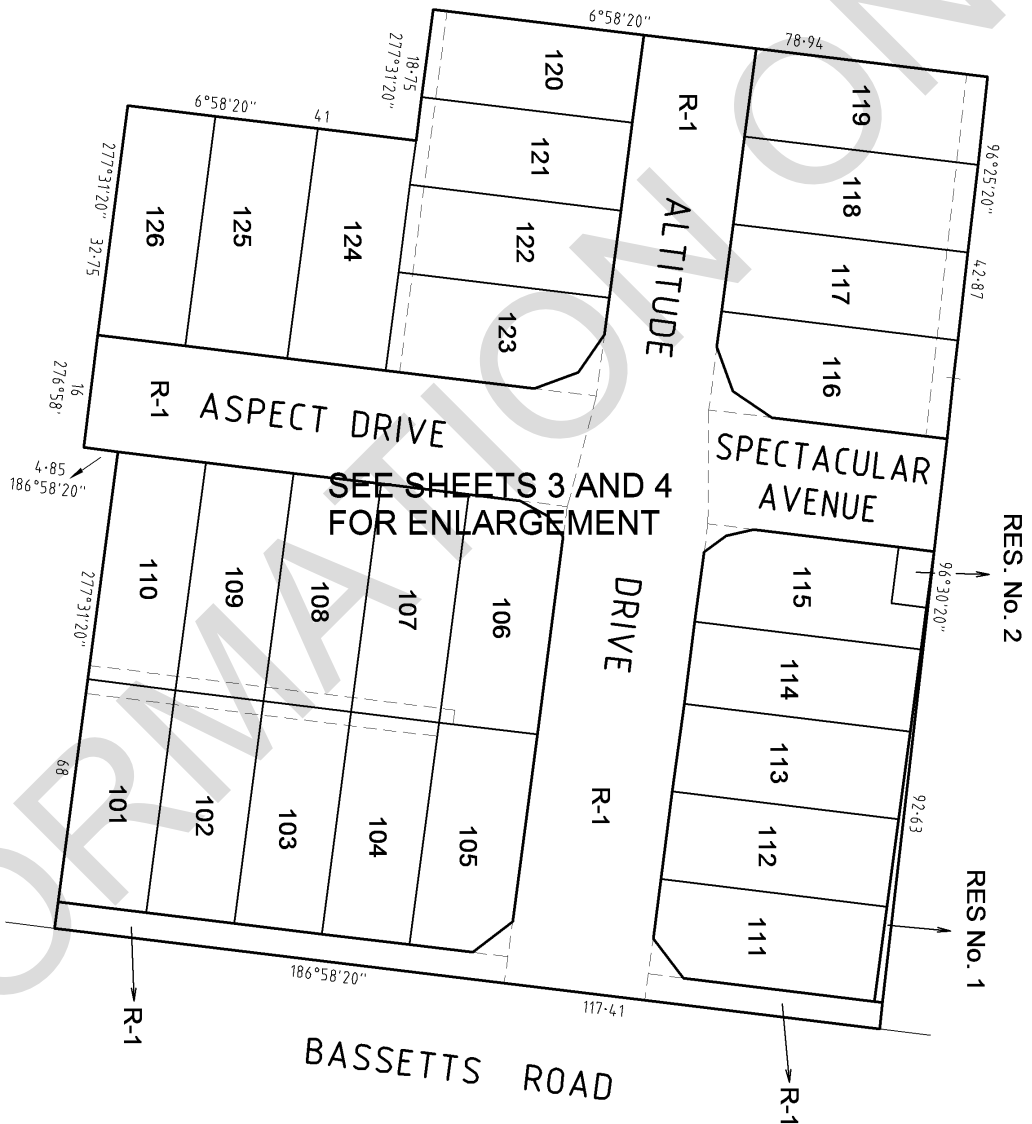 6°58'20"
78·94
18·75
277°31'20"
120
R-1
119
96°25'20"
6°58'20"
41
121
118
42·87
277°31'20" 32·75
126
125
124
122
ALTITUDE
117
123
116
16
276°58'
R-1
ASPECT DRIVE
SPECTACULAR
AVENUE
4·85
186°58'20"
SEE SHEETS 3 AND 4
FOR ENLARGEMENT
RES. No. 2
96°30'20"
277°31'20"
110
109
108
107
106
DRIVE
115
114
68
101
102
103
104
105
R-1
113
112
92·63
111
RES No. 1
186°58'20"
117·41
R-1
R-1
BASSETTS ROAD
ORMATION ON